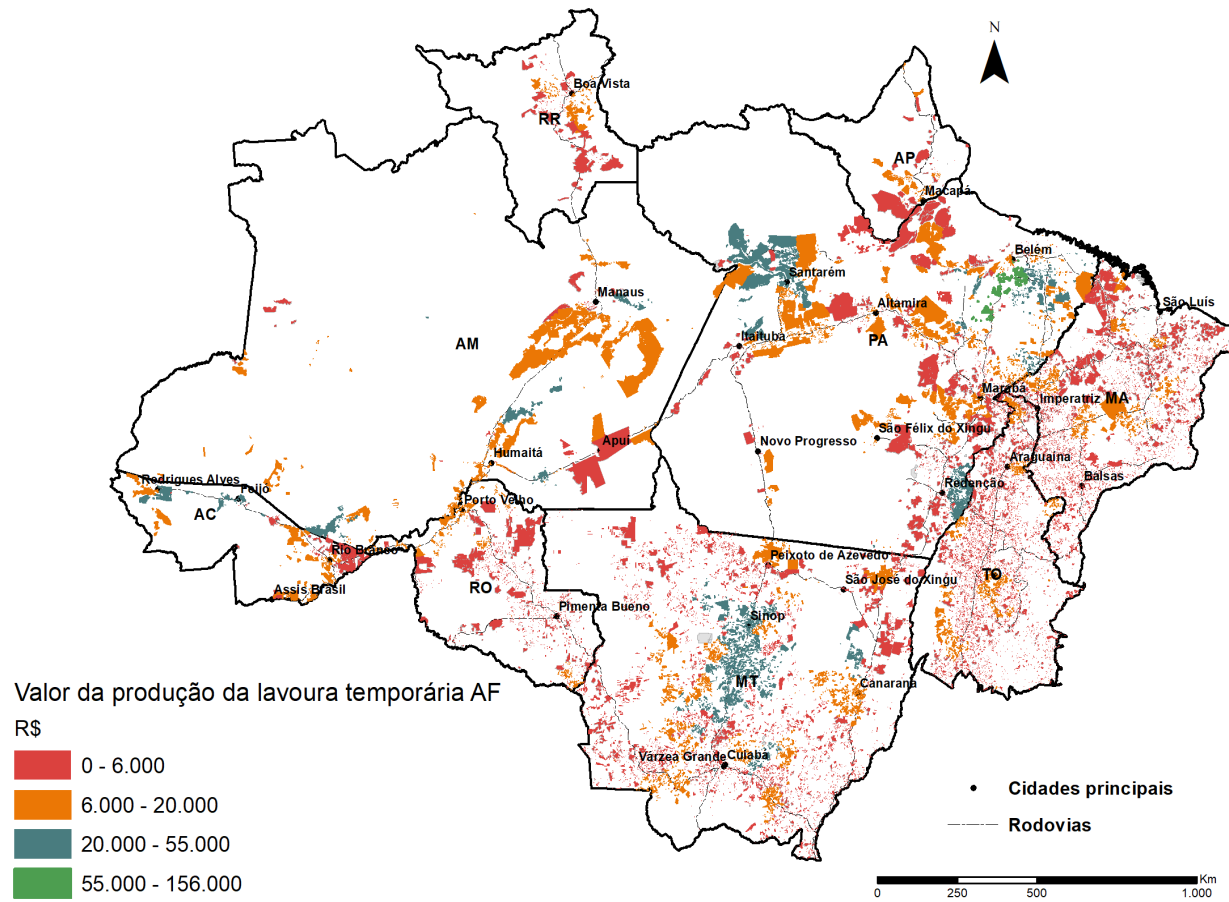 N
Boa Vista
RR
AP
Macapá
Belém
Santarém
São Luís
Manaus
Altamira
Itaituba
PA
AM
Marabá
Imperatriz
MA
São Félix do Xingu
Novo Progresso
Apuí
Humaitá
Araguaína
Rodrigues Alves
Feijó
Balsas
Redenção
Porto Velho
AC
Rio Branco
Peixoto de Azevedo
São José do Xingu
TO
Assis Brasil
RO
Pimenta Bueno
Sinop
MT
Canarana
Várzea Grande
Cuiabá
Valor da produção da lavoura temporária AF
R$
0 - 6.000
6.000 - 20.000
20.000 - 55.000
55.000 - 156.000
Cidades principais
Rodovias
Km
0 250 500 1.000